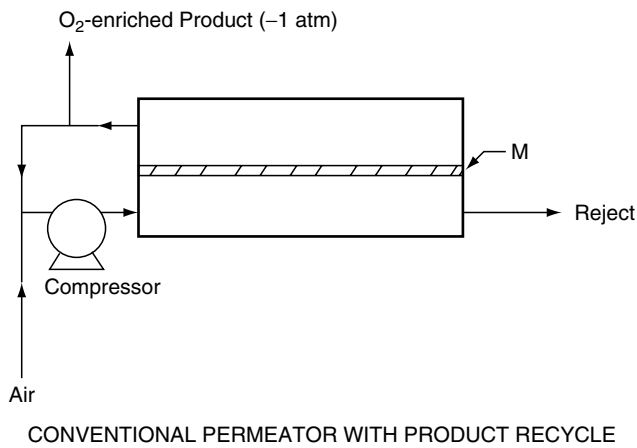 O₂-enriched Product (–1 atm)
M
Reject
Compressor
Air
CONVENTIONAL PERMEATOR WITH PRODUCT RECYCLE